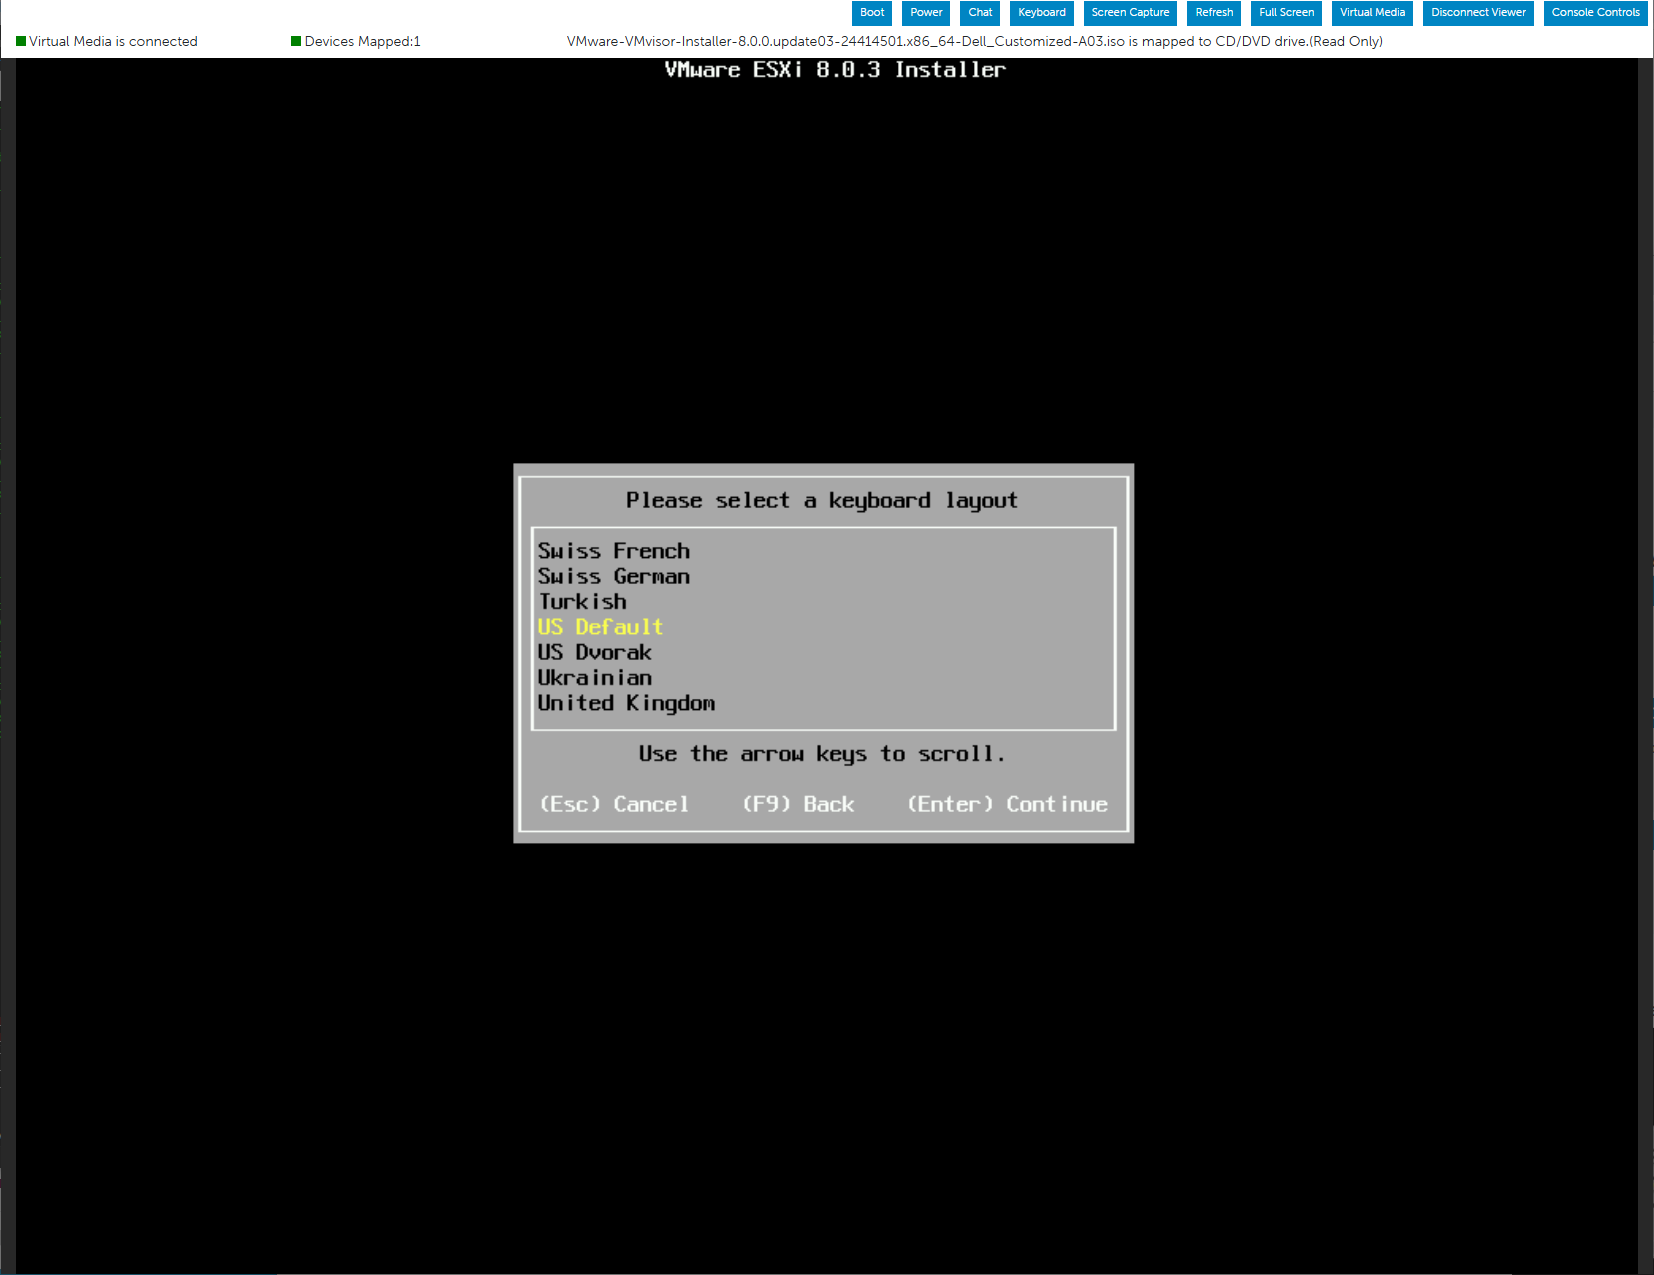 Boot Power Chat Keyboard Screen Capture Refresh Full Screen Virtual Media Disconnect Viewer Console Controls
Virtual Media is connected Devices Mapped:1 VMware-VMvisor-Installer-8.0.0.update03-24414501.x86_64-Dell_Customized-A03.iso is mapped to CD/DVD drive.(Read Only)
VMware ESXi 8.0.3 Installer
Please select a keyboard layout
Swiss French
Swiss German
Turkish
US Default
US Dvorak
Ukrainian
United Kingdom
Use the arrow keys to scroll.
(Esc) Cancel (F9) Back (Enter) Continue